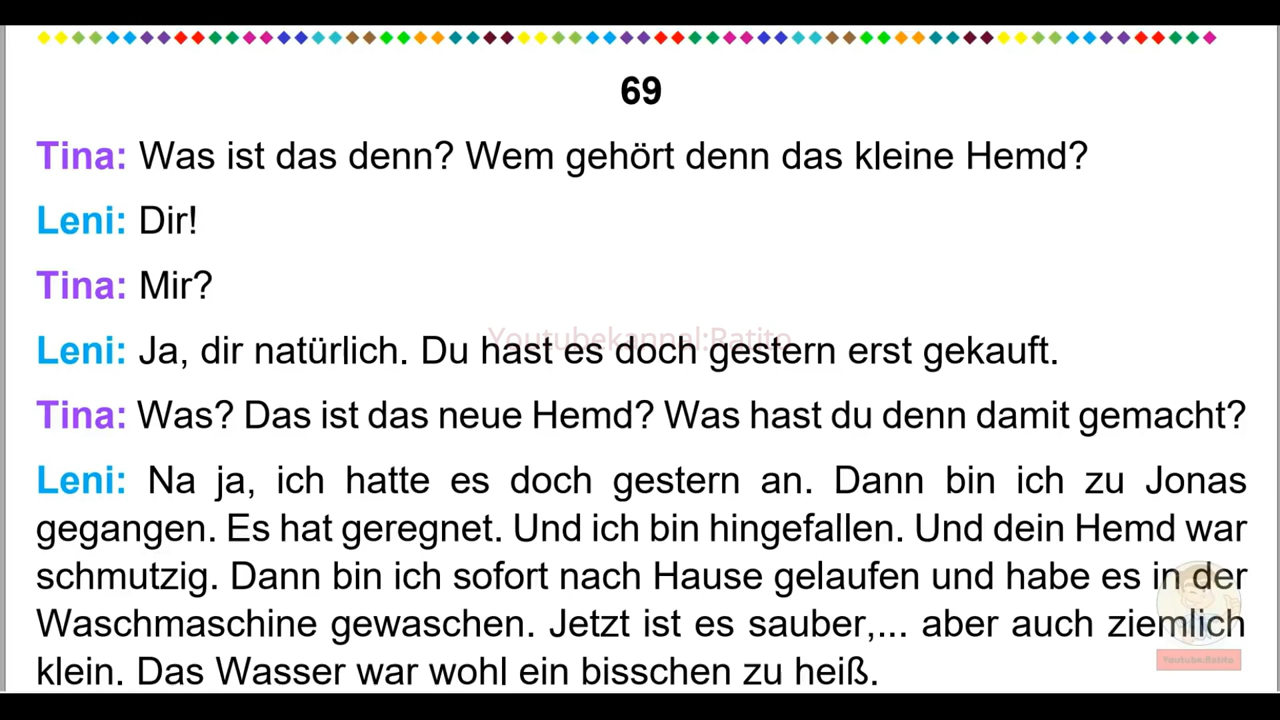 69
Tina: Was ist das denn? Wem gehört denn das kleine Hemd?
Leni: Dir!
Tina: Mir?
Youtubekannel:Ratito
Leni: Ja, dir natürlich. Du hast es doch gestern erst gekauft.
Tina: Was? Das ist das neue Hemd? Was hast du denn damit gemacht?
Leni: Na ja, ich hatte es doch gestern an. Dann bin ich zu Jonas
gegangen. Es hat geregnet. Und ich bin hingefallen. Und dein Hemd war
schmutzig. Dann bin ich sofort nach Hause gelaufen und habe es in der
Waschmaschine gewaschen. Jetzt ist es sauber,... aber auch ziemlich
klein. Das Wasser war wohl ein bisschen zu heiß.
Youtube:Ratito